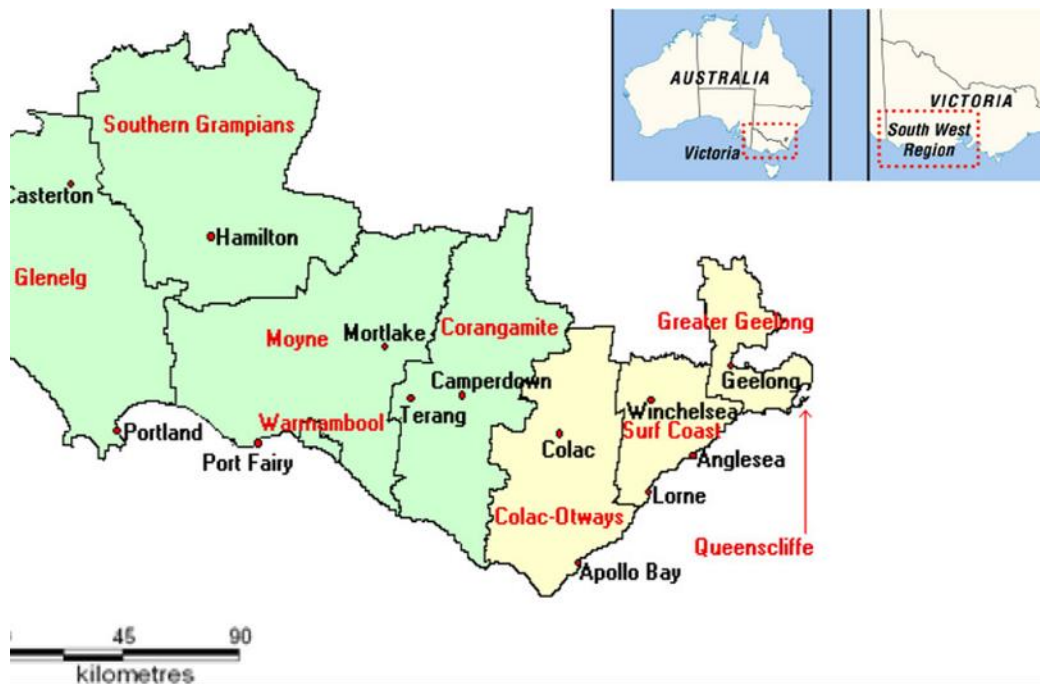 AUSTRALIA
Victoria
VICTORIA
South West
Region
Southern Grampians
Casterton
Hamilton
Glenelg
Moyne
Mortlake
Corangamite
Greater Geelong
Camperdown
Geelong
Terang
Warrnambool
Winchelsea
Surf Coast
Portland
Port Fairy
Colac
Anglesea
Lorne
Colac-Otways
Queenscliffe
Apollo Bay
45
90
kilometres